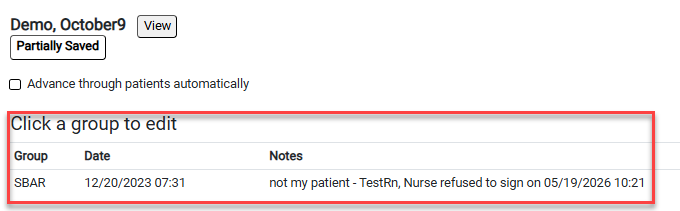 Demo, October9 View
Partially Saved
Advance through patients automatically
Click a group to edit
Group Date Notes
SBAR 12/20/2023 07:31 not my patient - TestRn, Nurse refused to sign on 05/19/2026 10:21